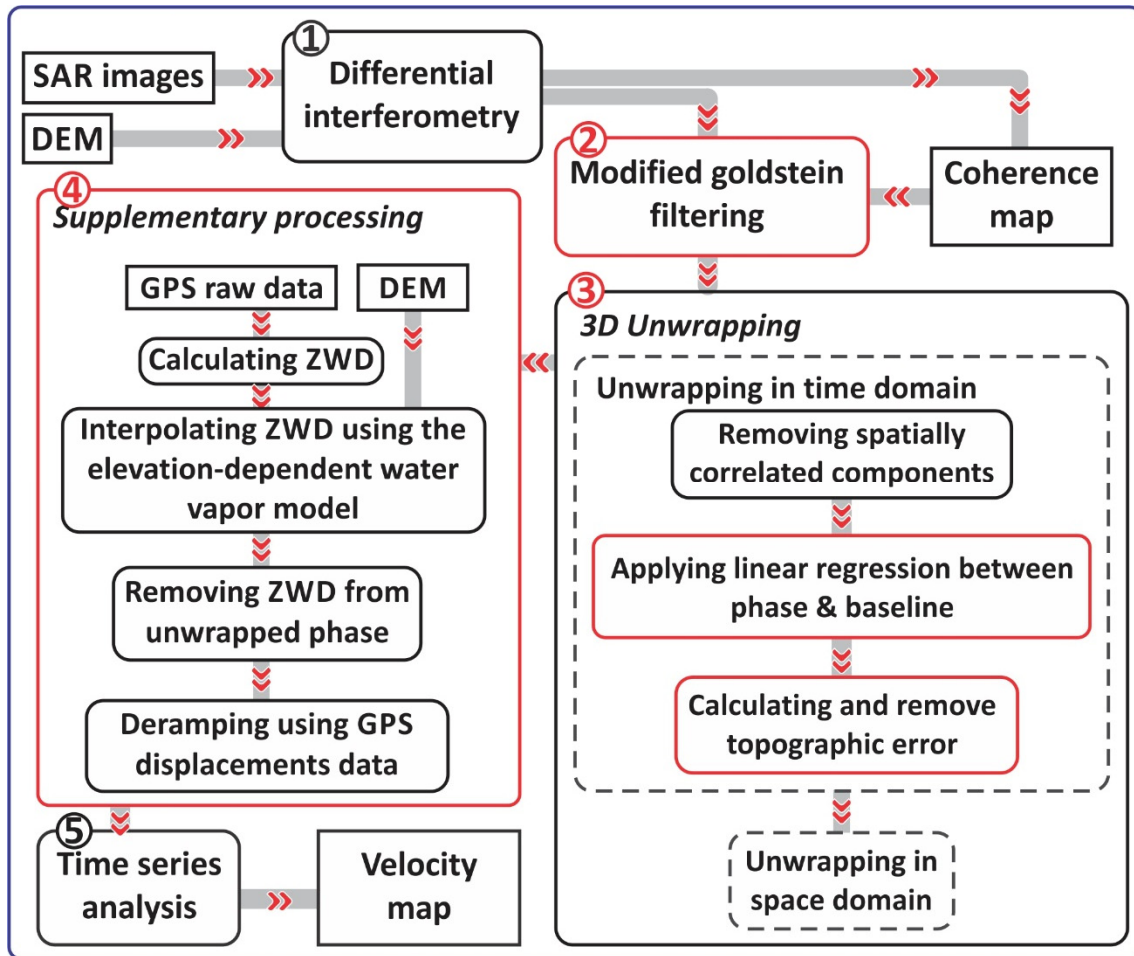 ①
SAR images
Differential
interferometry
DEM
②
Modified goldstein
filtering
Coherence
map
④
Supplementary processing
GPS raw data
DEM
Calculating ZWD
Interpolating ZWD using the
elevation-dependent water
vapor model
Removing ZWD from
unwrapped phase
Deramping using GPS
displacements data
③
3D Unwrapping
Unwrapping in time domain
Removing spatially
correlated components
Applying linear regression between
phase & baseline
Calculating and remove
topographic error
Unwrapping in
space domain
⑤
Time series
analysis
Velocity
map